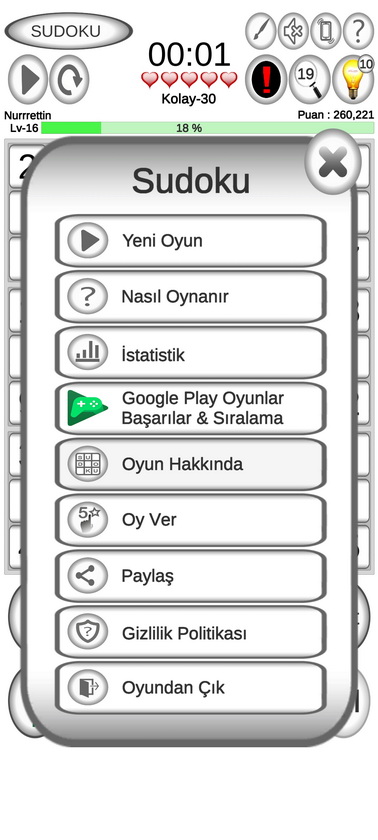 SUDOKU
00:01
19
10
Kolay-30
Nurrrettin
Puan : 260,221
Lv-16
18 %
Sudoku
Yeni Oyun
Nasıl Oynanır
İstatistik
Google Play Oyunlar
Başarılar & Sıralama
Oyun Hakkında
Oy Ver
Paylaş
Gizlilik Politikası
Oyundan Çık